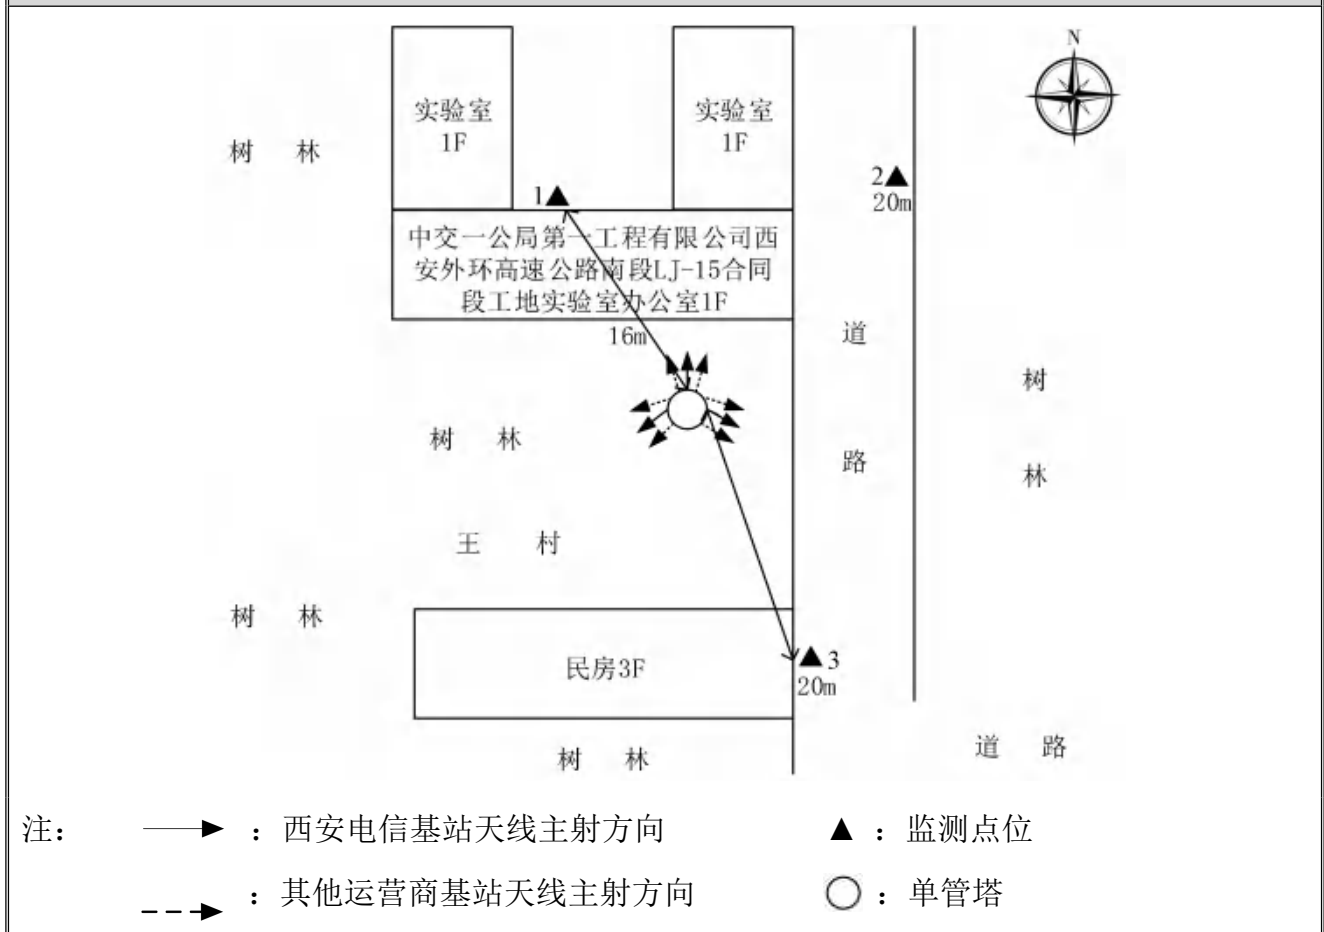 N
实验室
1F
实验室
1F
树 林
1
2
20m
中交一公局第一工程有限公司西
安外环高速公路南段LJ-15合同
段工地实验室办公室1F
16m
道
路
树
林
树 林
王 村
树 林
民房3F
3
20m
树 林
道 路
注：
：西安电信基站天线主射方向
：监测点位
：其他运营商基站天线主射方向
：单管塔